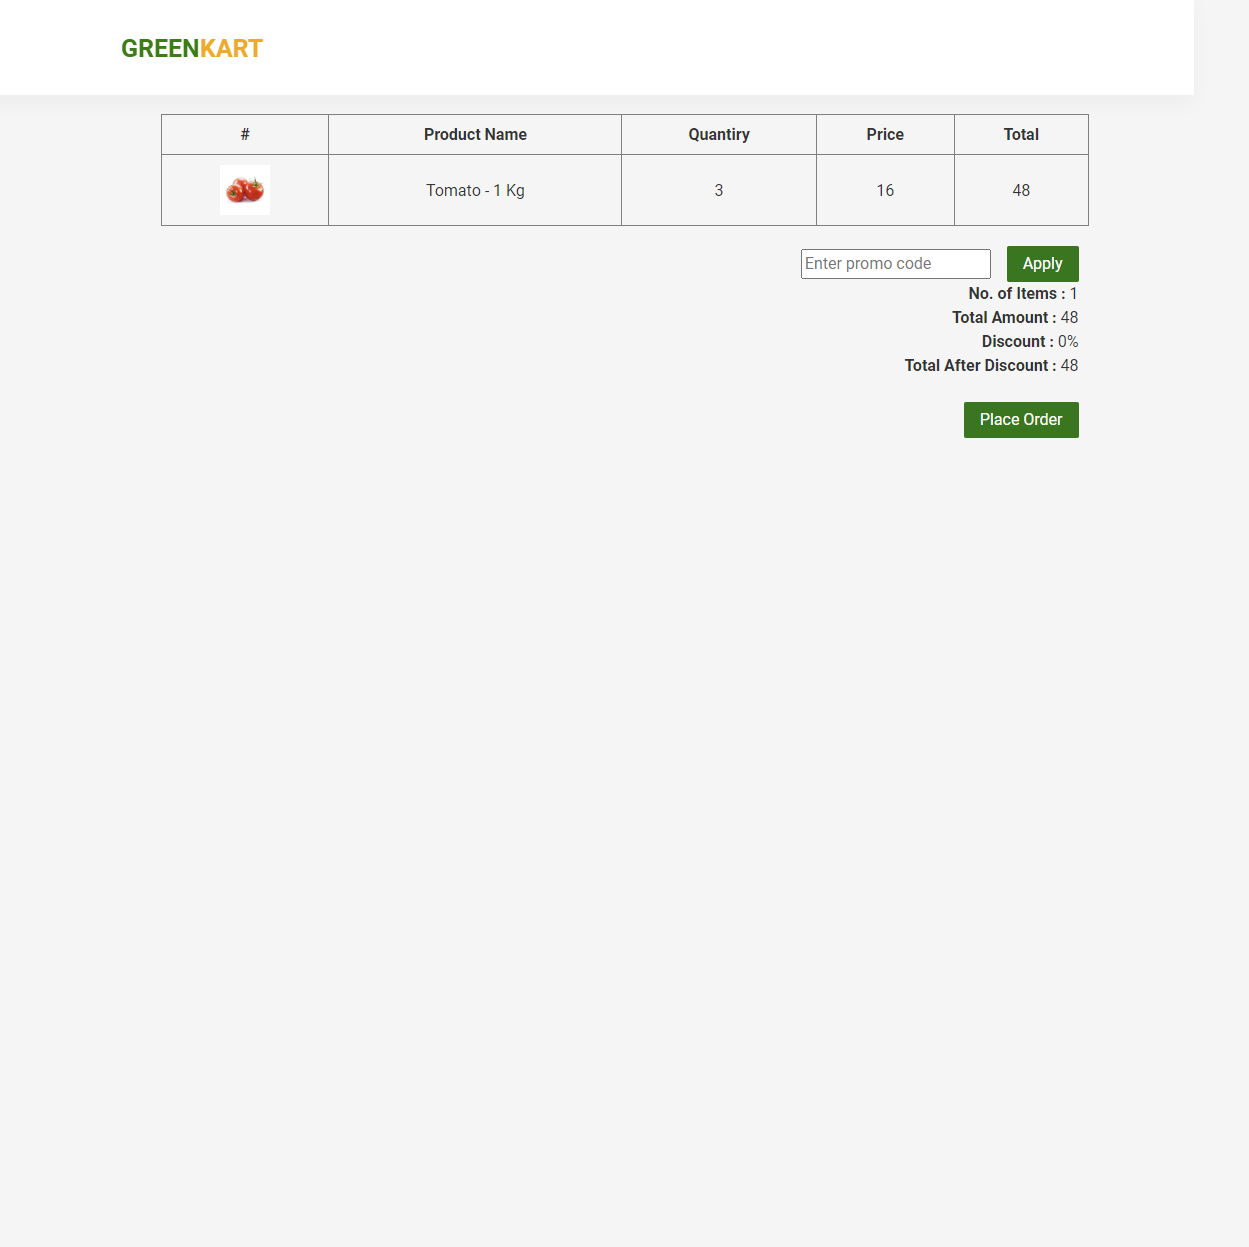 GREENKART
# Product Name Quantiry Price Total
Tomato - 1 Kg 3 16 48
Enter promo code Apply
No. of Items : 1
Total Amount : 48
Discount : 0%
Total After Discount : 48
Place Order